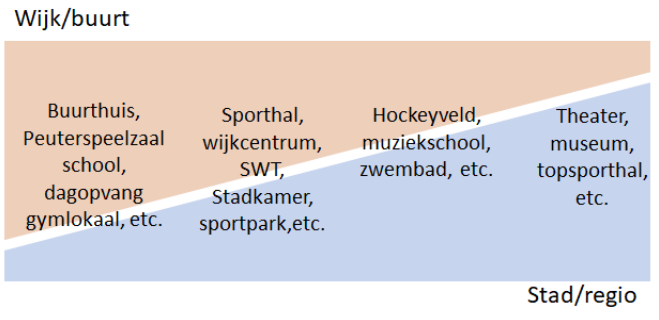 Wijk/buurt
Buurthuis,
Peuterspeelzaal
school,
dagopvang
gymlokaal, etc.
Sporthal,
wijkcentrum,
SWT,
Stadkamer,
sportpark,etc.
Hockeyveld,
muziekschool,
zwembad, etc.
Theater,
museum,
topsporthal,
etc.
Stad/regio